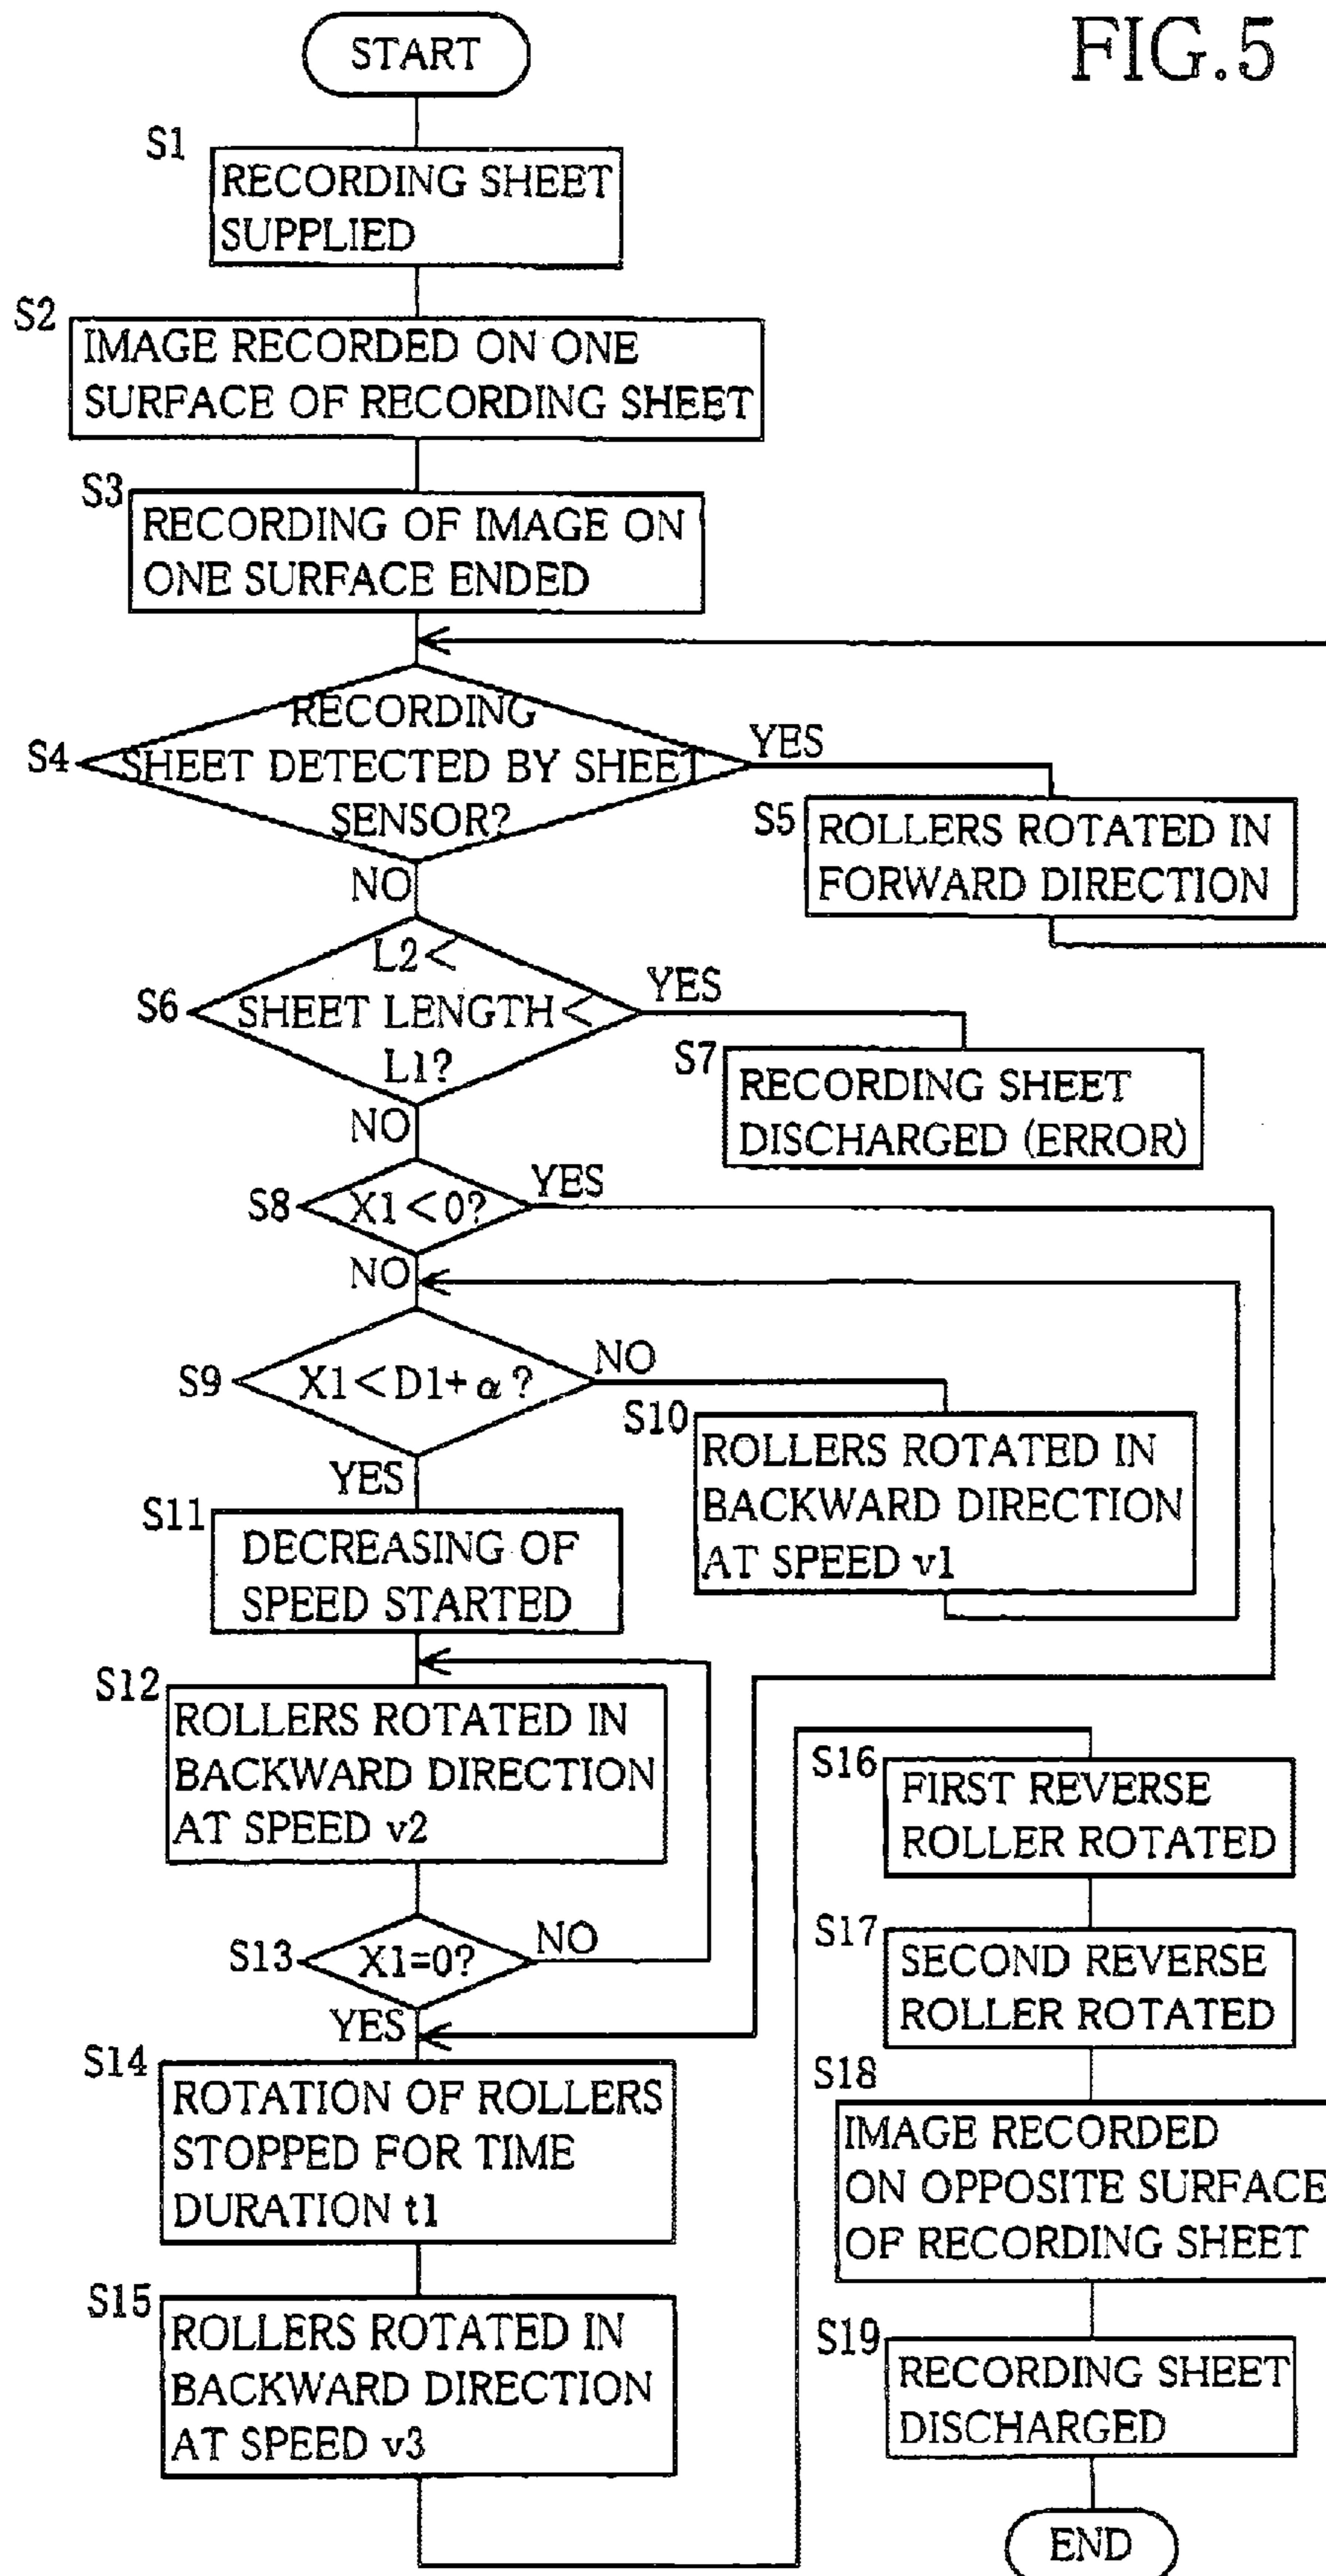 FIG.5
START
S1
RECORDING SHEET
SUPPLIED
S2
IMAGE RECORDED ON ONE
SURFACE OF RECORDING SHEET
S3
RECORDING OF IMAGE ON
ONE SURFACE ENDED
S4
RECORDING
SHEET DETECTED BY SHEET
SENSOR?
YES
NO
S5
ROLLERS ROTATED IN
FORWARD DIRECTION
S6
L2<
SHEET LENGTH<
L1?
YES
NO
S7
RECORDING SHEET
DISCHARGED (ERROR)
S8
X1<0?
YES
NO
S9
X1<D1+α?
NO
YES
S10
ROLLERS ROTATED IN
BACKWARD DIRECTION
AT SPEED v1
S11
DECREASING OF
SPEED STARTED
S12
ROLLERS ROTATED IN
BACKWARD DIRECTION
AT SPEED v2
S13
X1=0?
NO
YES
S14
ROTATION OF ROLLERS
STOPPED FOR TIME
DURATION t1
S15
ROLLERS ROTATED IN
BACKWARD DIRECTION
AT SPEED v3
S16
FIRST REVERSE
ROLLER ROTATED
S17
SECOND REVERSE
ROLLER ROTATED
S18
IMAGE RECORDED
ON OPPOSITE SURFACE
OF RECORDING SHEET
S19
RECORDING SHEET
DISCHARGED
END